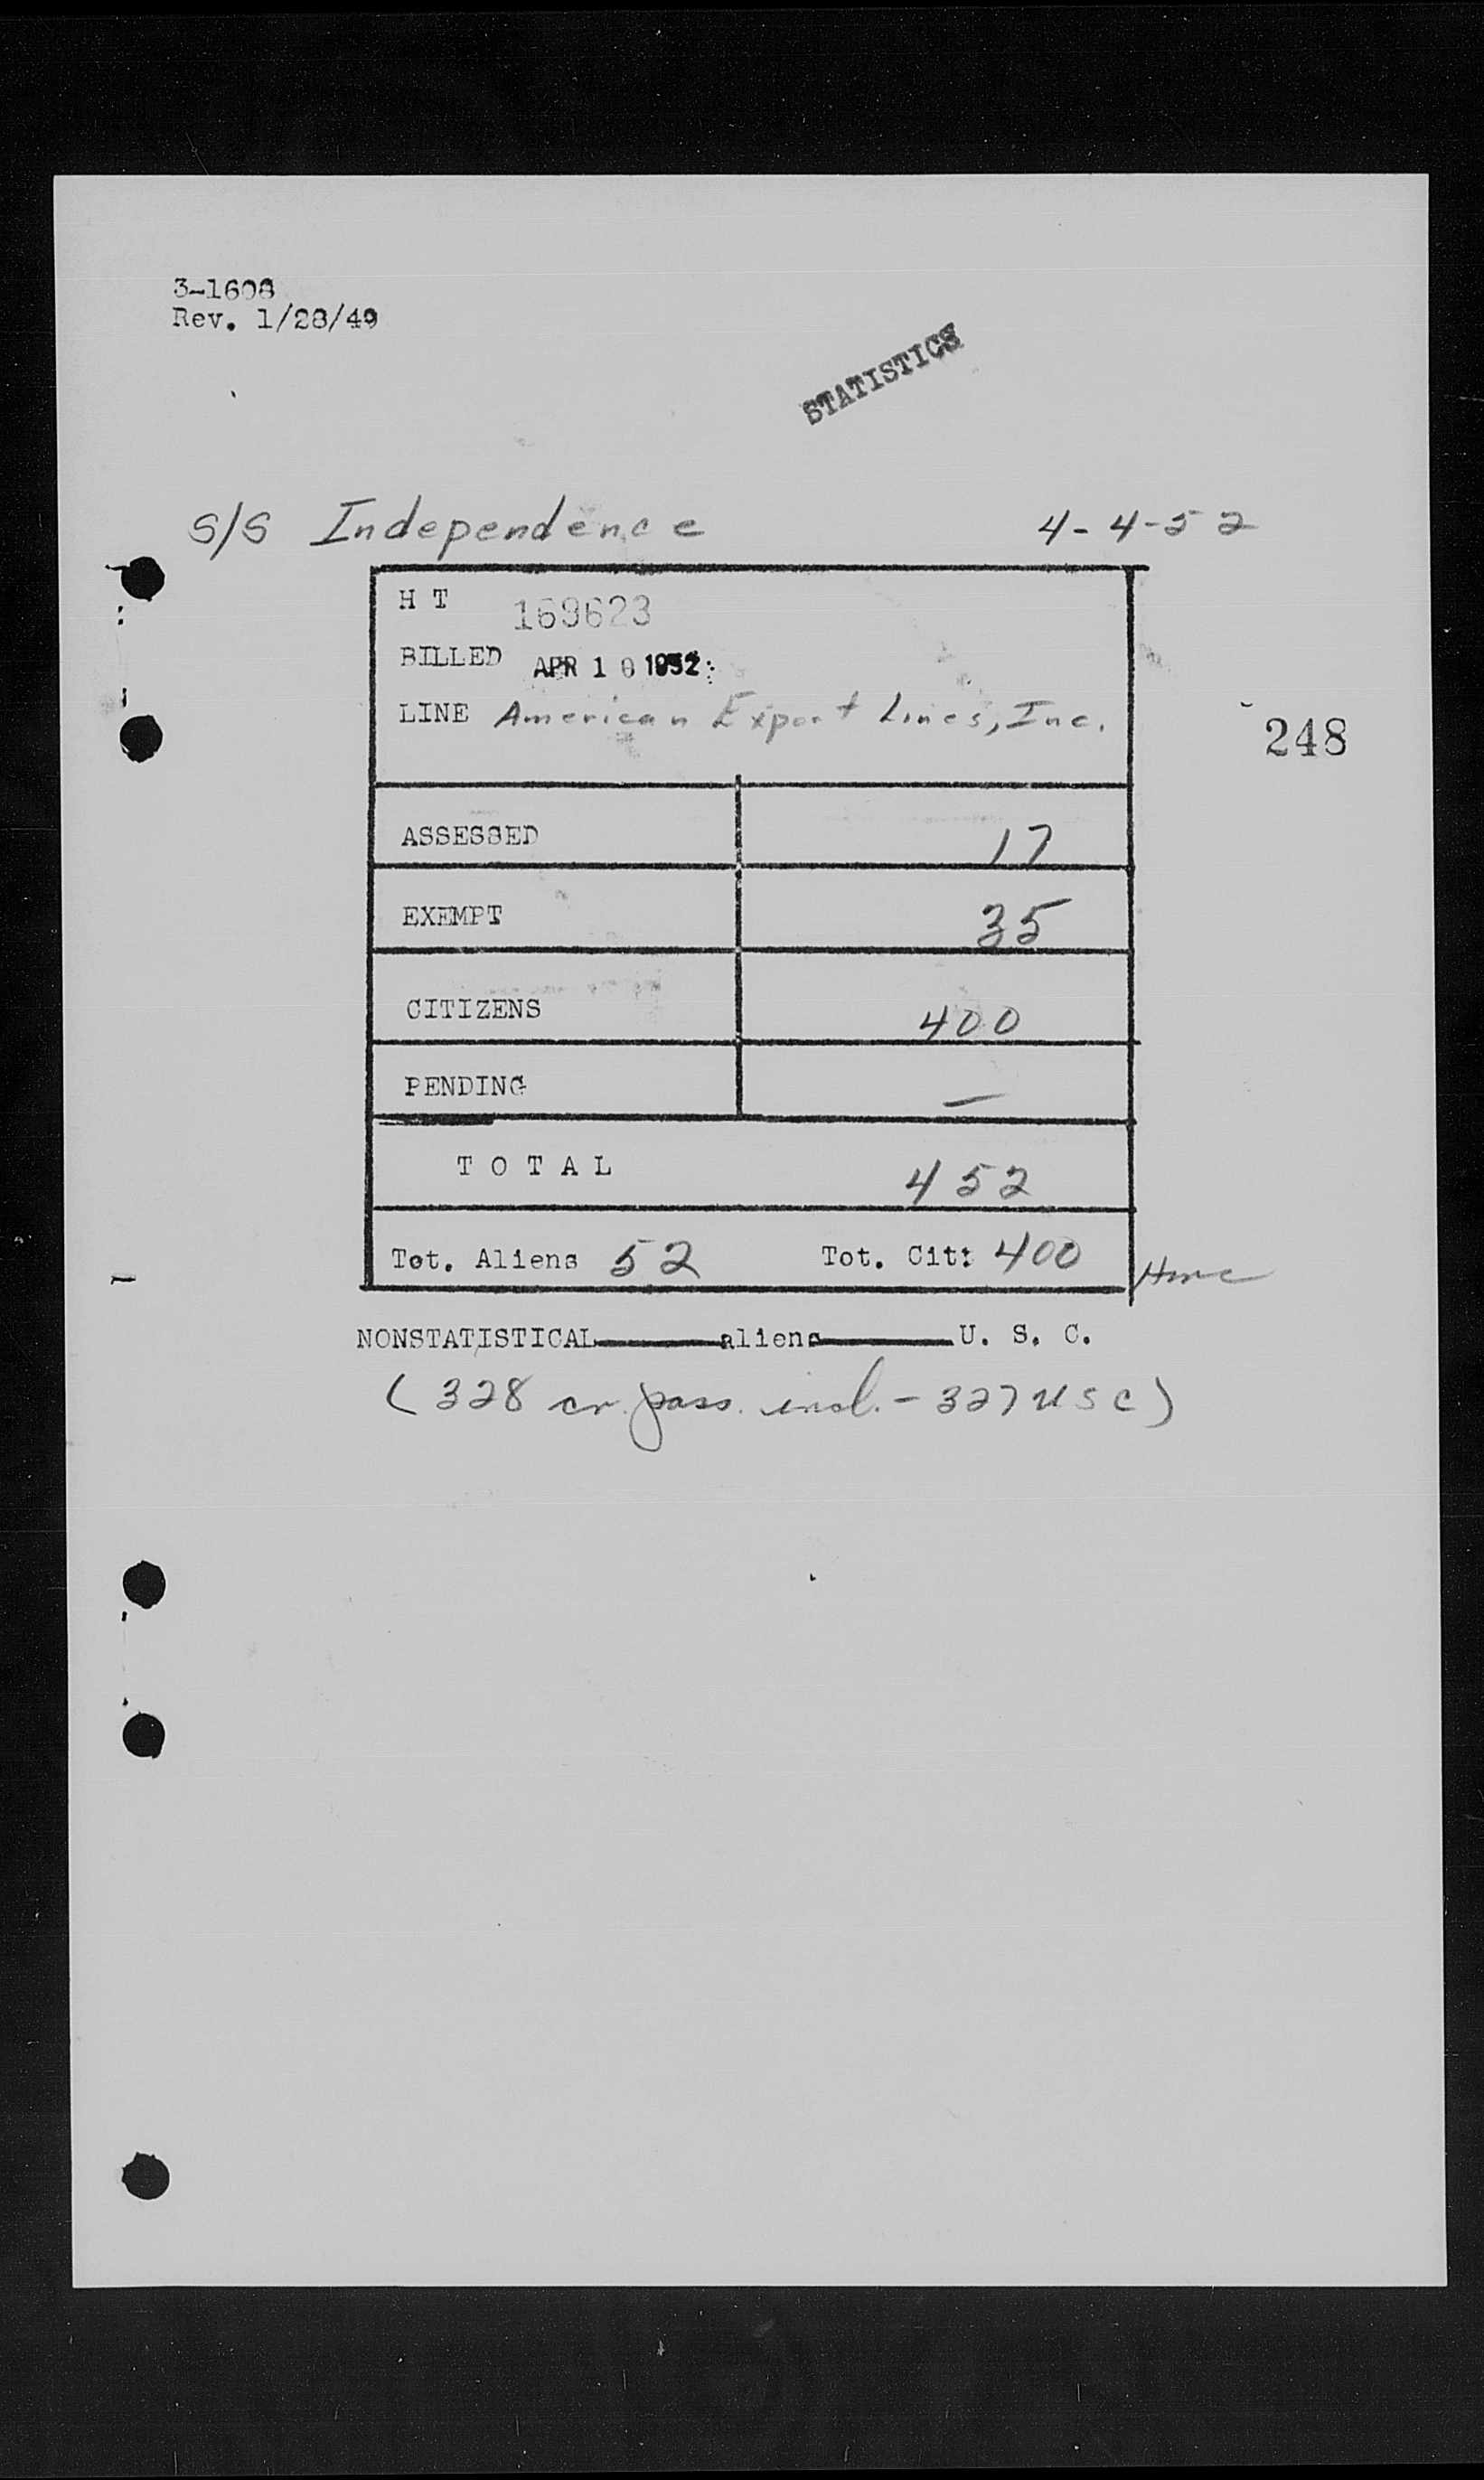 3-1608
Rev. 1/28/49
STATISTICS
S/S Independence 4-4-52
H T 169623
BILLED APR 10 1952
LINE American Export Lines, Inc.
248
ASSESSED 17
EXEMPT 35
CITIZENS 400
PENDING —
T O T A L 452
Tot. Aliens 52 Tot. Cit: 400
NONSTATISTICAL aliens U. S. C.
(328 cr. pass. incl. - 327 USC)